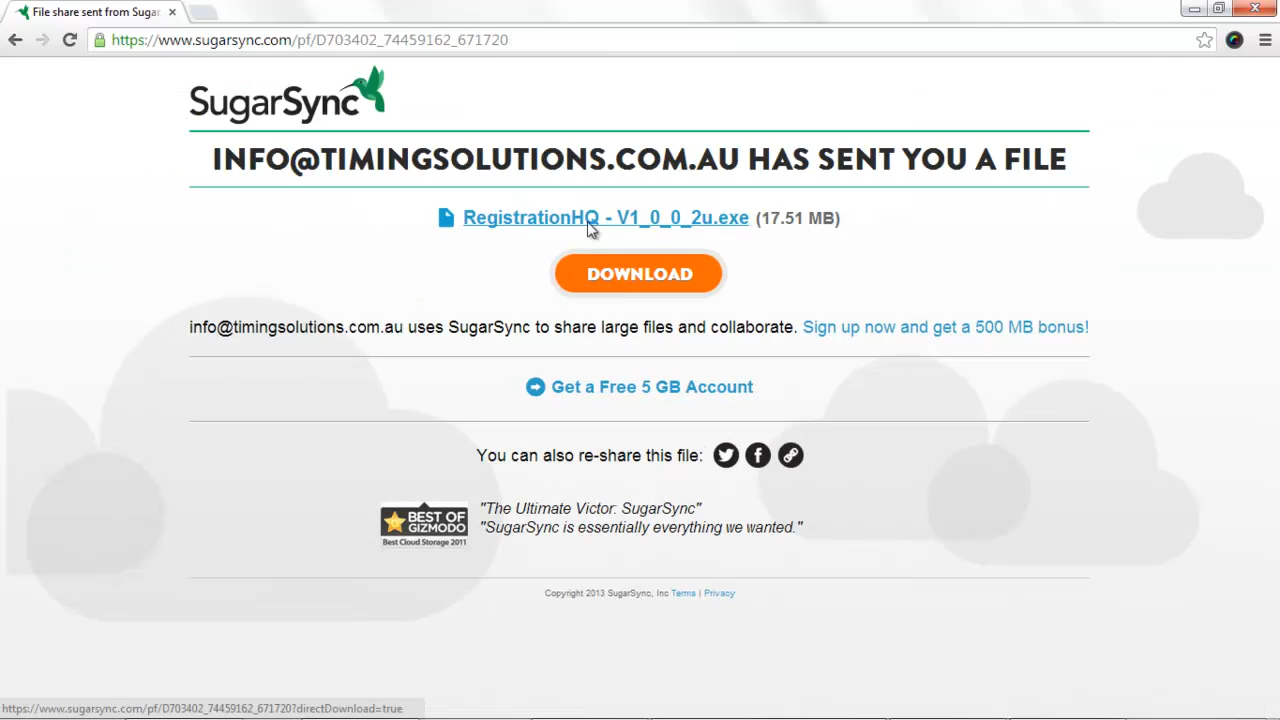 File share sent from Sugar
https://www.sugarsync.com/pf/D703402_74459162_671720
SugarSync
INFO@TIMINGSOLUTIONS.COM.AU HAS SENT YOU A FILE
RegistrationHQ - V1_0_0_2u.exe (17.51 MB)
DOWNLOAD
info@timingsolutions.com.au uses SugarSync to share large files and collaborate. Sign up now and get a 500 MB bonus!
Get a Free 5 GB Account
You can also re-share this file:
BEST OF
GIZMODO
Best Cloud Storage 2011
"The Ultimate Victor: SugarSync"
"SugarSync is essentially everything we wanted."
Copyright 2013 SugarSync, Inc Terms | Privacy
https://www.sugarsync.com/pf/D703402_74459162_671720?directDownload=true